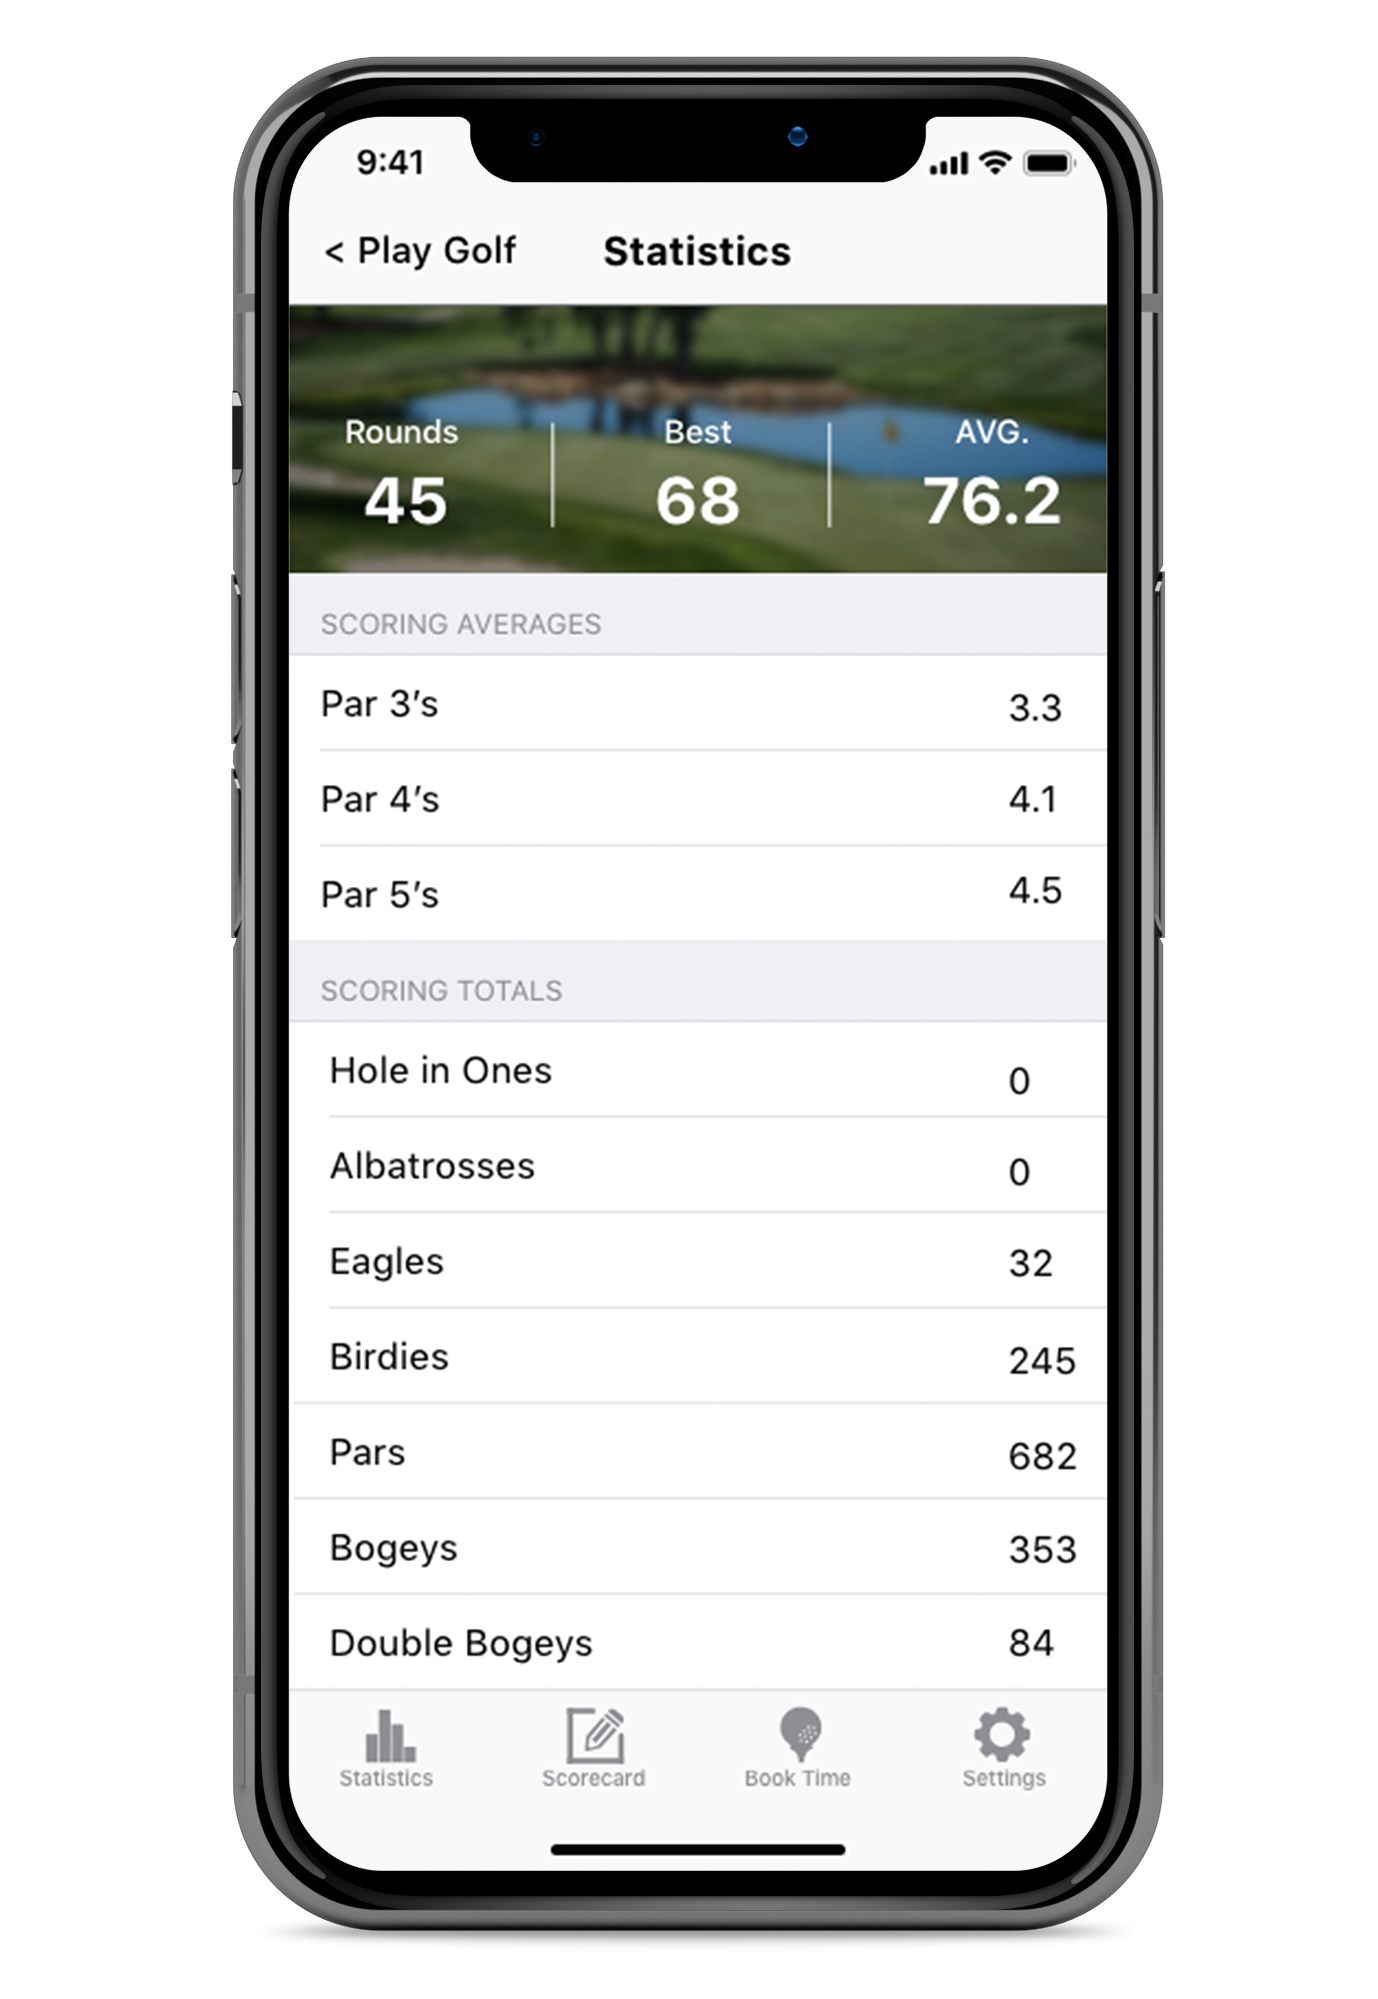 9:41
< Play Golf Statistics
Rounds Best AVG.
45 68 76.2
SCORING AVERAGES
Par 3's 3.3
Par 4's 4.1
Par 5's 4.5
SCORING TOTALS
Hole in Ones 0
Albatrosses 0
Eagles 32
Birdies 245
Pars 682
Bogeys 353
Double Bogeys 84
Statistics Scorecard Book Time Settings